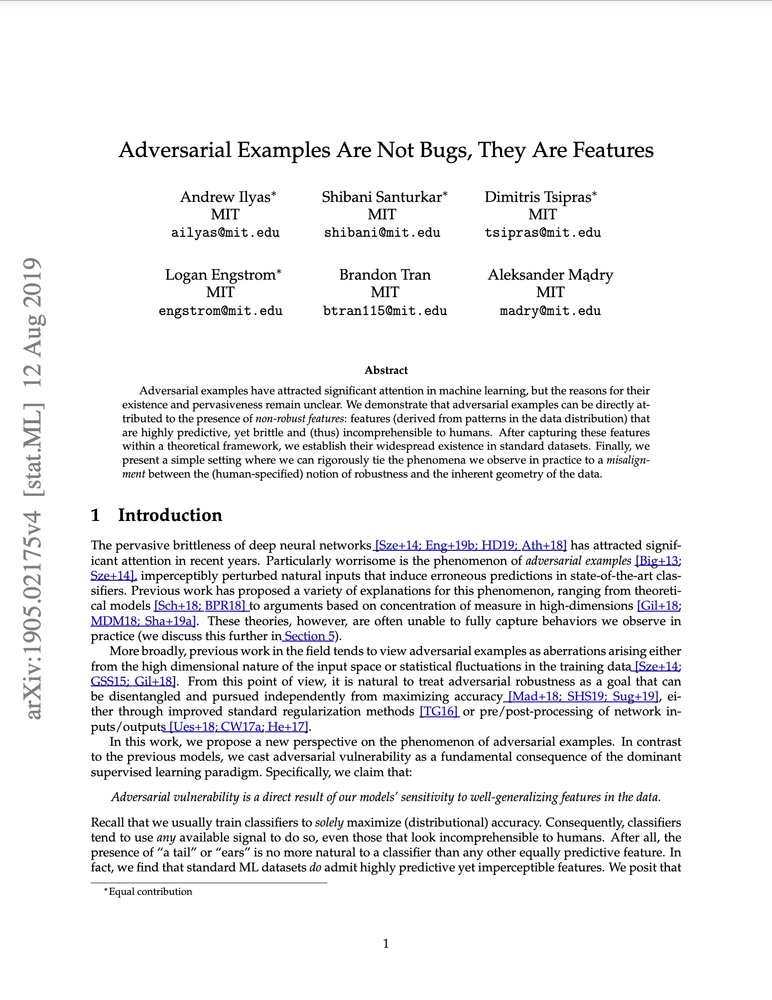 Adversarial Examples Are Not Bugs, They Are Features
Andrew Ilyas* Shibani Santurkar* Dimitris Tsipras*
MIT MIT MIT
ailyas@mit.edu shibani@mit.edu tsipras@mit.edu
Logan Engstrom* Brandon Tran Aleksander Mądry
MIT MIT MIT
engstrom@mit.edu btran115@mit.edu madry@mit.edu
arXiv:1905.02175v4 [stat.ML] 12 Aug 2019
Abstract
Adversarial examples have attracted significant attention in machine learning, but the reasons for their
existence and pervasiveness remain unclear. We demonstrate that adversarial examples can be directly at-
tributed to the presence of non-robust features: features (derived from patterns in the data distribution) that
are highly predictive, yet brittle and (thus) incomprehensible to humans. After capturing these features
within a theoretical framework, we establish their widespread existence in standard datasets. Finally, we
present a simple setting where we can rigorously tie the phenomena we observe in practice to a misalign-
ment between the (human-specified) notion of robustness and the inherent geometry of the data.
1 Introduction
The pervasive brittleness of deep neural networks [Sze+14; Eng+19b; HD19; Ath+18] has attracted signif-
icant attention in recent years. Particularly worrisome is the phenomenon of adversarial examples [Big+13;
Sze+14], imperceptibly perturbed natural inputs that induce erroneous predictions in state-of-the-art clas-
sifiers. Previous work has proposed a variety of explanations for this phenomenon, ranging from theoreti-
cal models [Sch+18; BPR18] to arguments based on concentration of measure in high-dimensions [Gil+18;
MDM18; Sha+19a]. These theories, however, are often unable to fully capture behaviors we observe in
practice (we discuss this further in Section 5).
More broadly, previous work in the field tends to view adversarial examples as aberrations arising either
from the high dimensional nature of the input space or statistical fluctuations in the training data [Sze+14;
GSS15; Gil+18]. From this point of view, it is natural to treat adversarial robustness as a goal that can
be disentangled and pursued independently from maximizing accuracy [Mad+18; SHS19; Sug+19], ei-
ther through improved standard regularization methods [TG16] or pre/post-processing of network in-
puts/outputs [Ues+18; CW17a; He+17].
In this work, we propose a new perspective on the phenomenon of adversarial examples. In contrast
to the previous models, we cast adversarial vulnerability as a fundamental consequence of the dominant
supervised learning paradigm. Specifically, we claim that:
Adversarial vulnerability is a direct result of our models' sensitivity to well-generalizing features in the data.
Recall that we usually train classifiers to solely maximize (distributional) accuracy. Consequently, classifiers
tend to use any available signal to do so, even those that look incomprehensible to humans. After all, the
presence of “a tail” or “ears” is no more natural to a classifier than any other equally predictive feature. In
fact, we find that standard ML datasets do admit highly predictive yet imperceptible features. We posit that
*Equal contribution
1